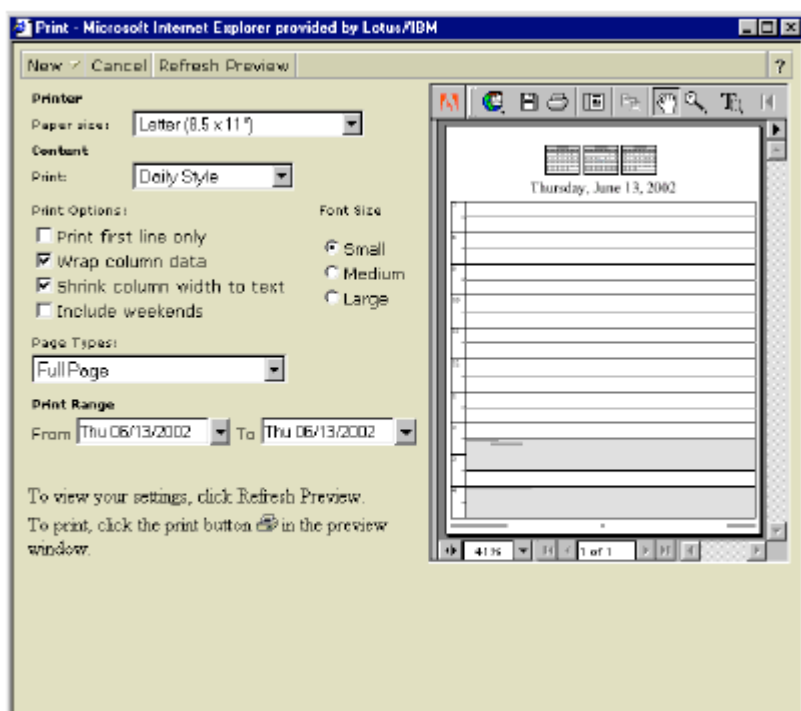 Print - Microsoft Internet Explorer provided by Lotus/IBM
New Cancel Refresh Preview ?
Printer
Paper size: Letter (8.5 x 11")
Content
Print: Daily Style
Print Options: Font Size
Print first line only
Wrap column data
Shrink column width to text
Include weekends
Small
Medium
Large
Page Types:
Full Page
Print Range
From Thu 06/13/2002 To Thu 06/13/2002
To view your settings, click Refresh Preview.
To print, click the print button in the preview
window.
Thursday, June 13, 2002
41% 1 of 1